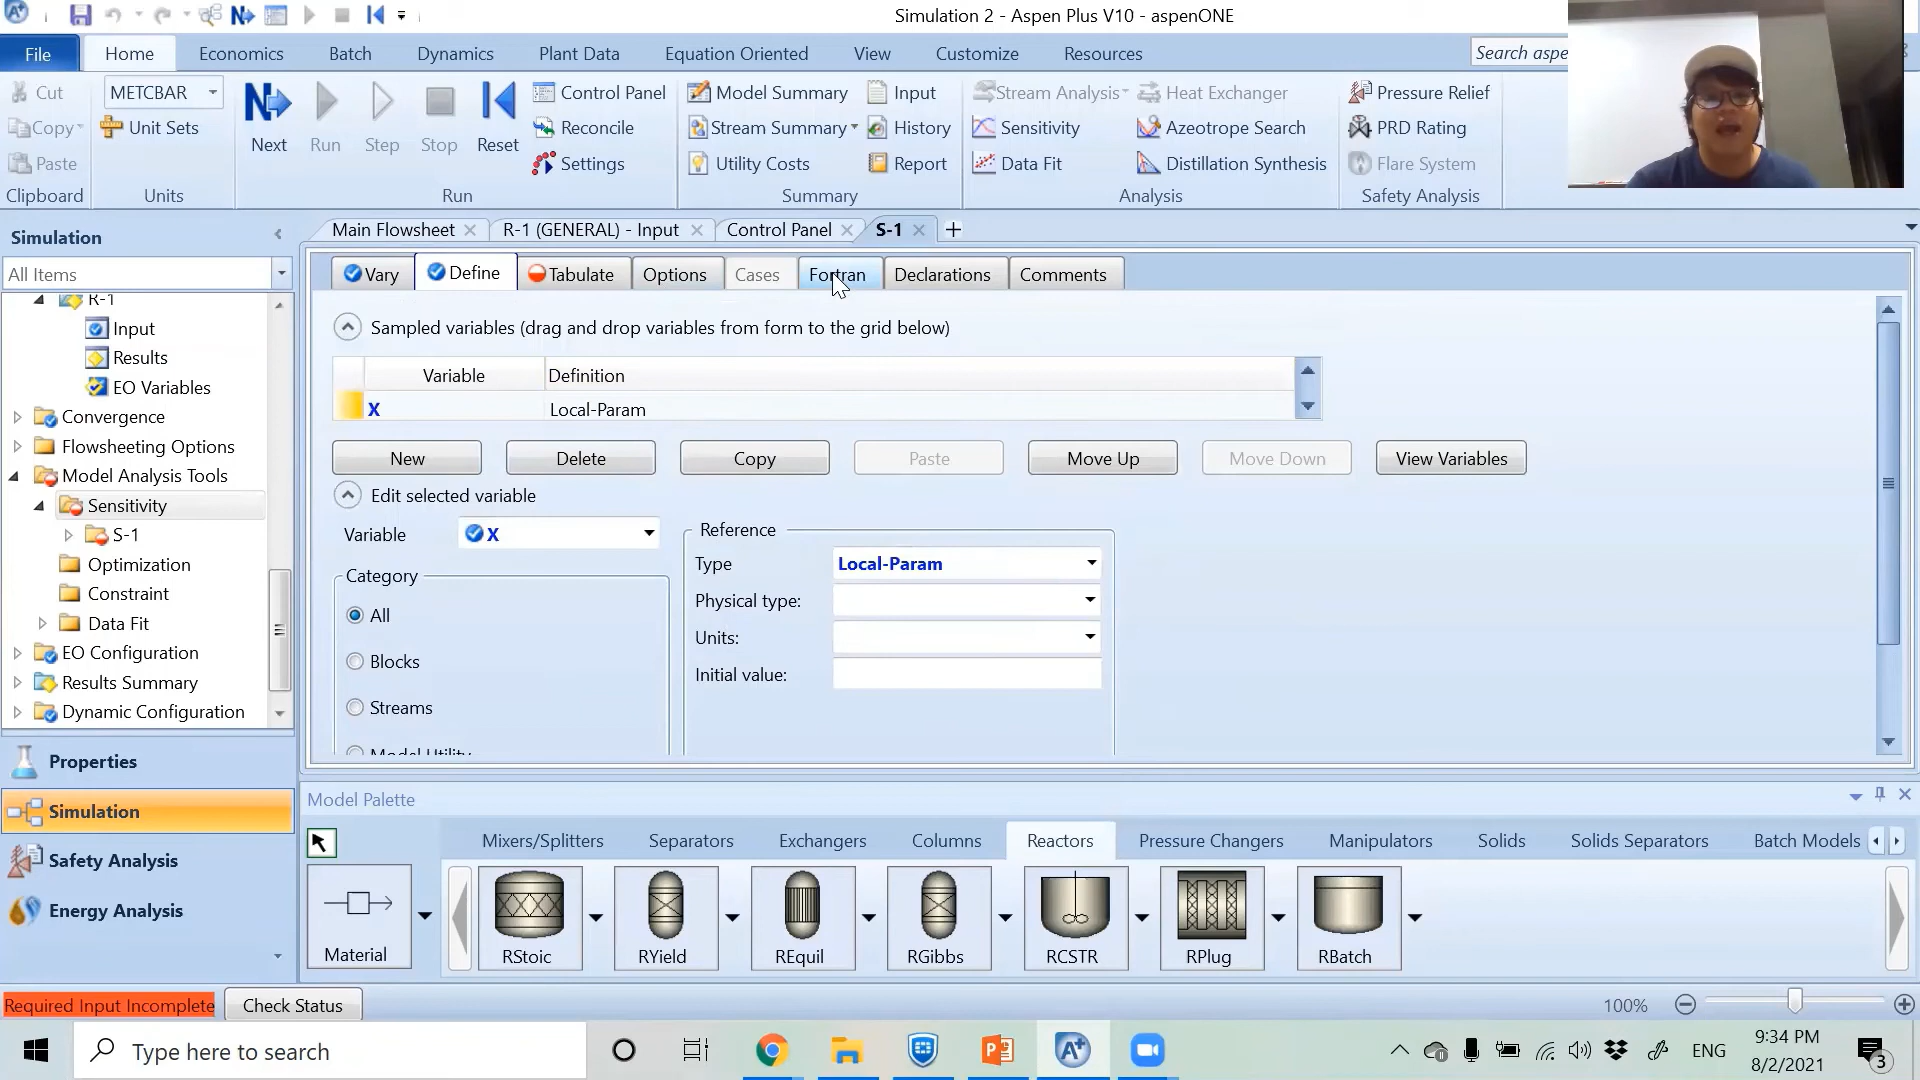 Simulation 2 - Aspen Plus V10 - aspenONE
File Home Economics Batch Dynamics Plant Data Equation Oriented View Customize Resources Search aspe
Cut METCBAR Control Panel Model Summary Input Stream Analysis Heat Exchanger Pressure Relief
Copy Unit Sets Next Run Step Stop Reset Reconcile Stream Summary History Sensitivity Azeotrope Search PRD Rating
Paste Settings Utility Costs Report Data Fit Distillation Synthesis Flare System
Clipboard Units Run Summary Analysis Safety Analysis
Simulation Main Flowsheet R-1 (GENERAL) - Input Control Panel S-1
All Items Vary Define Tabulate Options Cases Fortran Declarations Comments
R-1
Input
Results
EO Variables
Convergence
Flowsheeting Options
Model Analysis Tools
Sensitivity
S-1
Optimization
Constraint
Data Fit
EO Configuration
Results Summary
Dynamic Configuration
Properties
Simulation
Safety Analysis
Energy Analysis
Sampled variables (drag and drop variables from form to the grid below)
Variable Definition
X Local-Param
New Delete Copy Paste Move Up Move Down View Variables
Edit selected variable
Variable X
Category
All
Blocks
Streams
Model Utility
Reference
Type Local-Param
Physical type:
Units:
Initial value:
Model Palette
Mixers/Splitters Separators Exchangers Columns Reactors Pressure Changers Manipulators Solids Solids Separators Batch Models
Material RStoic RYield REquil RGibbs RCSTR RPlug RBatch
Required Input Incomplete Check Status 100%
Type here to search
ENG
9:34 PM
8/2/2021
3